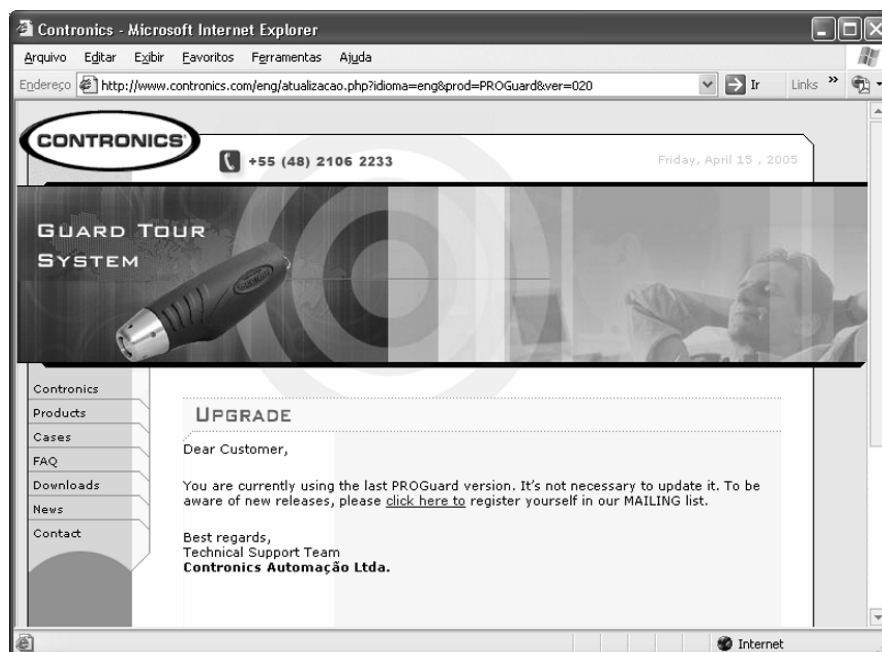 Contronics - Microsoft Internet Explorer
Arquivo Editar Exibir Favoritos Ferramentas Ajuda
Endereço http://www.contronics.com/eng/atualizacao.php?idioma=eng&prod=PROGuard&ver=020 Ir Links »
CONTRONICS®
+55 (48) 2106 2233 Friday, April 15 , 2005
GUARD TOUR
SYSTEM
Contronics
Products
Cases
FAQ
Downloads
News
Contact
UPGRADE
Dear Customer,
You are currently using the last PROGuard version. It's not necessary to update it. To be
aware of new releases, please click here to register yourself in our MAILING list.
Best regards,
Technical Support Team
Contronics Automação Ltda.
Internet